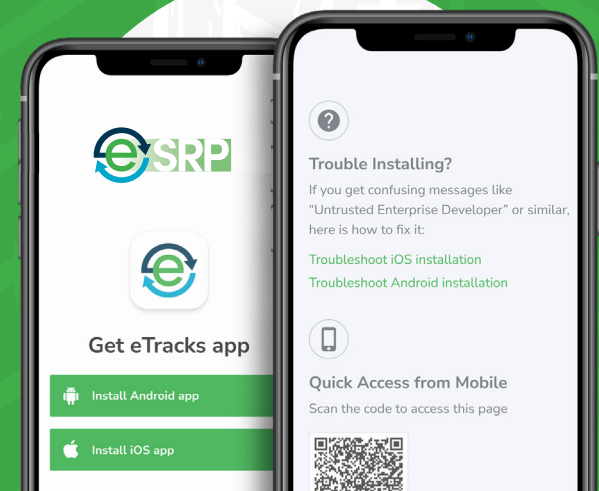 e SRP
e
Get eTracks app
Install Android app
Install iOS app
Trouble Installing?
If you get confusing messages like
“Untrusted Enterprise Developer” or similar,
here is how to fix it:
Troubleshoot iOS installation
Troubleshoot Android installation
Quick Access from Mobile
Scan the code to access this page